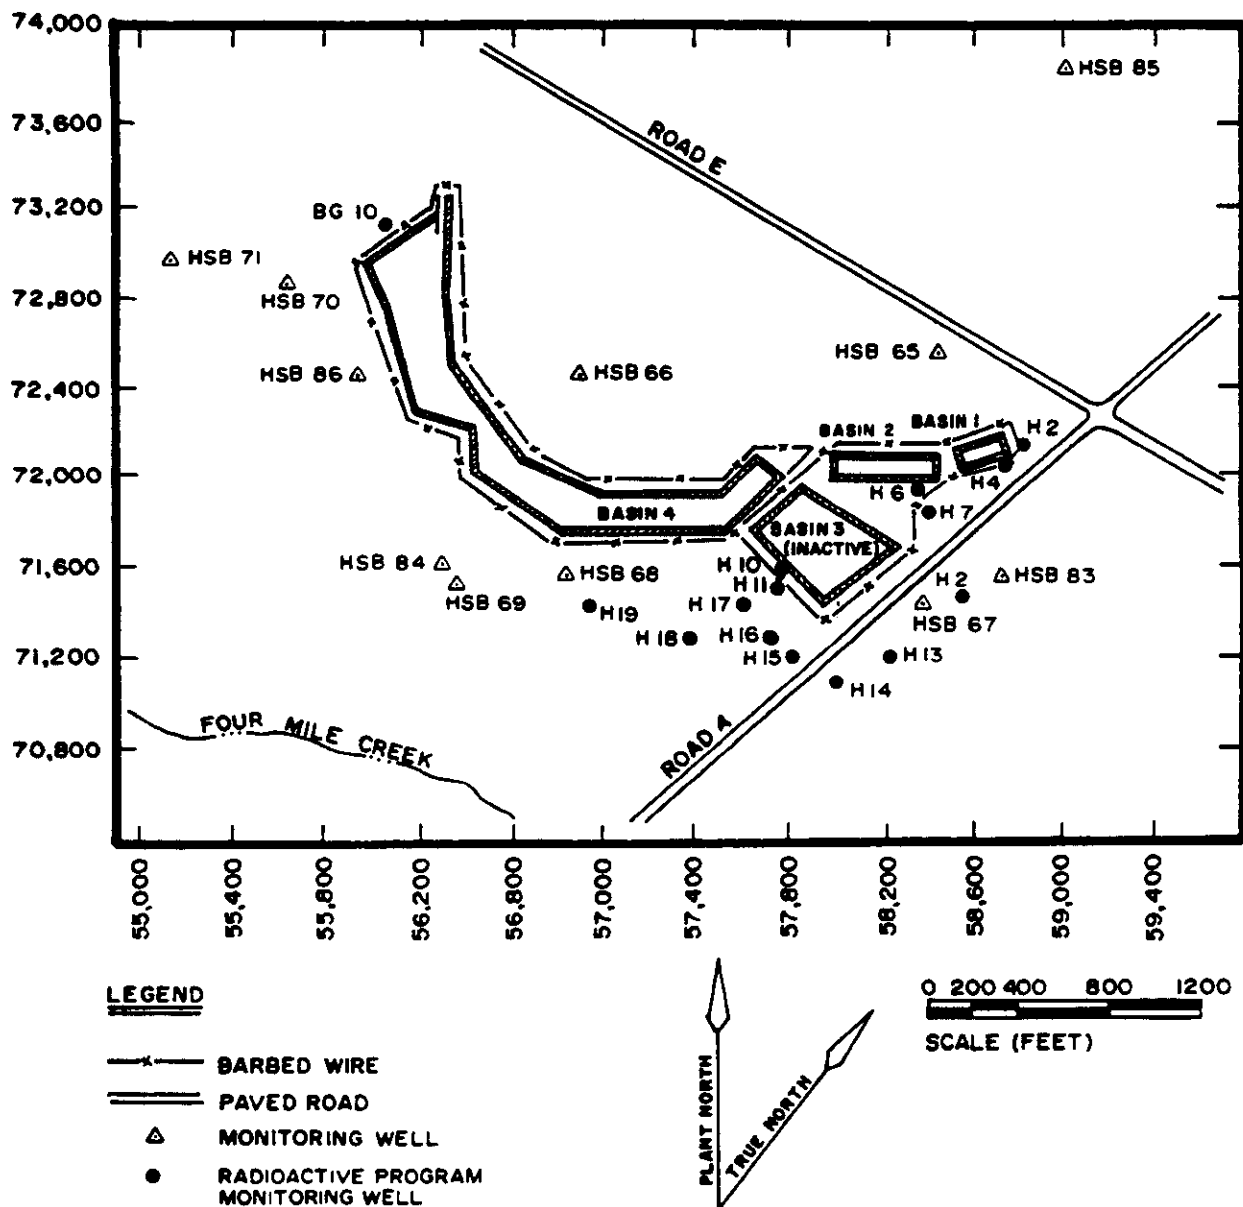 74,000
73,600
73,200
72,800
72,400
72,000
71,600
71,200
70,800
HSB 85
ROAD E
BG 10
HSB 71
HSB 70
HSB 86
HSB 66
HSB 65
BASIN 2
BASIN 1
H 2
H 4
H 6
H 7
BASIN 4
BASIN 3
(INACTIVE)
H 10
H 11
HSB 84
HSB 69
HSB 68
H 19
H 17
H 18
H 16
H 15
H 2
HSB 83
HSB 67
H 13
H 14
FOUR MILE CREEK
ROAD A
55,000
55,400
55,800
56,200
56,800
57,000
57,400
57,800
58,200
58,600
59,000
59,400
LEGEND
BARBED WIRE
PAVED ROAD
MONITORING WELL
RADIOACTIVE PROGRAM
MONITORING WELL
PLANT NORTH
TRUE NORTH
0 200 400 800 1200
SCALE (FEET)